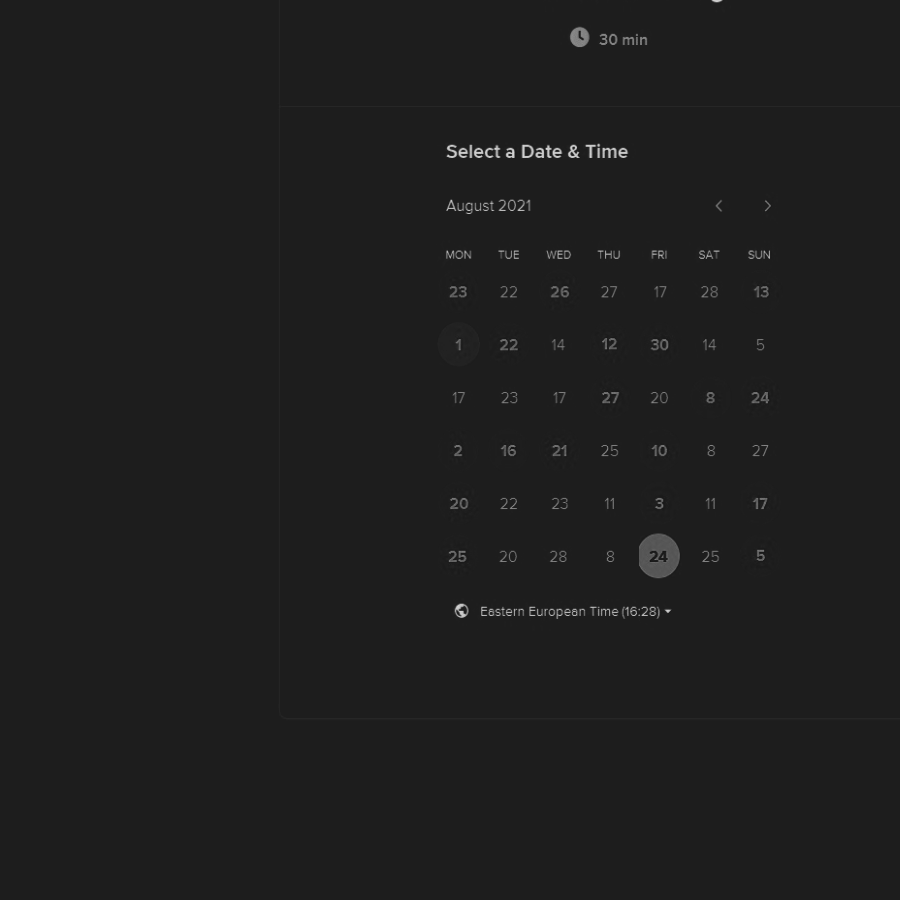 30 min
Select a Date & Time
August 2021
MON TUE WED THU FRI SAT SUN
23 22 26 27 17 28 13
1 22 14 12 30 14 5
17 23 17 27 20 8 24
2 16 21 25 10 8 27
20 22 23 11 3 11 17
25 20 28 8 24 25 5
Eastern European Time (16:28)